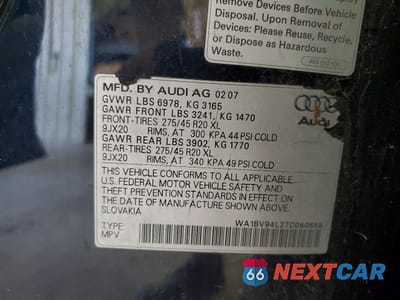 Remove Devices Before Vehicle
Disposal. Upon Removal of
Devices: Please Reuse, Recycle,
or Dispose as Hazardous
Waste.
MFD. BY AUDI AG 02 07
GVWR LBS 6978, KG 3165
GAWR FRONT LBS 3241, KG 1470
FRONT-TIRES 275/45 R20 XL
9JX20 RIMS, AT 300 KPA 44 PSI COLD
GAWR REAR LBS 3902, KG 1770
REAR-TIRES 275/45 R20 XL
9JX20 RIMS, AT 340 KPA 49 PSI COLD
THIS VEHICLE CONFORMS TO ALL APPLICABLE
U.S. FEDERAL MOTOR VEHICLE SAFETY AND
THEFT PREVENTION STANDARDS IN EFFECT ON
THE DATE OF MANUFACTURE SHOWN ABOVE.
SLOVAKIA
Audi
TYPE:
MPV
66 NEXTCAR